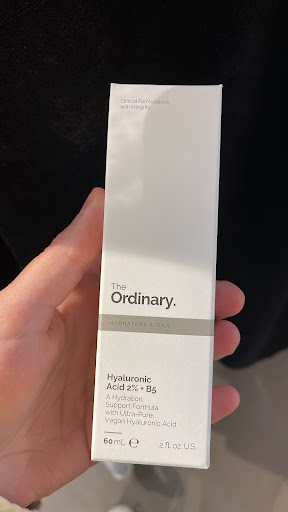 Clinical Formulations
with Integrity.
The
Ordinary.
HYDRATORS & OILS
Hyaluronic
Acid 2% + B5
A Hydration
Support Formula
with Ultra-Pure,
Vegan Hyaluronic Acid
60 mL ℮ 2 fl. oz. U.S.